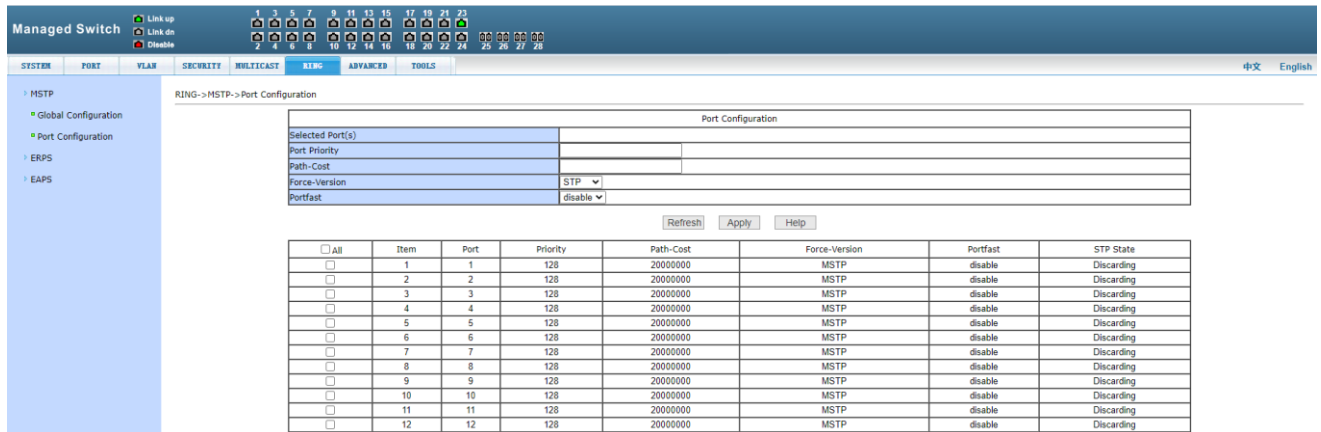 Managed Switch
Link up
Link dn
Disable
1 3 5 7 9 11 13 15 17 19 21 23
2 4 6 8 10 12 14 16 18 20 22 24 25 26 27 28
SYSTEM PORT VLAN SECURITY MULTICAST RING ADVANCED TOOLS 中文 English
MSTP
Global Configuration
Port Configuration
ERPS
EAPS
RING->MSTP->Port Configuration
Port Configuration
Selected Port(s)
Port Priority
Path-Cost
Force-Version STP
Portfast disable
Refresh Apply Help
All Item Port Priority Path-Cost Force-Version Portfast STP State
1 1 128 20000000 MSTP disable Discarding
2 2 128 20000000 MSTP disable Discarding
3 3 128 20000000 MSTP disable Discarding
4 4 128 20000000 MSTP disable Discarding
5 5 128 20000000 MSTP disable Discarding
6 6 128 20000000 MSTP disable Discarding
7 7 128 20000000 MSTP disable Discarding
8 8 128 20000000 MSTP disable Discarding
9 9 128 20000000 MSTP disable Discarding
10 10 128 20000000 MSTP disable Discarding
11 11 128 20000000 MSTP disable Discarding
12 12 128 20000000 MSTP disable Discarding